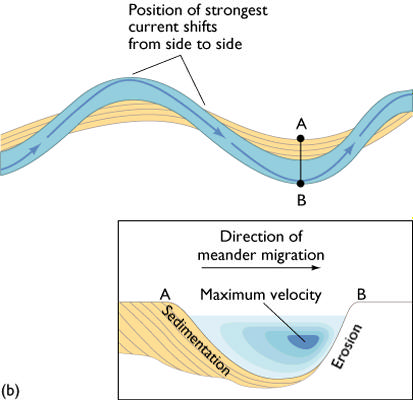 Position of strongest
current shifts
from side to side
A
B
Direction of
meander migration
A
Maximum velocity
B
Sedimentation
Erosion
(b)